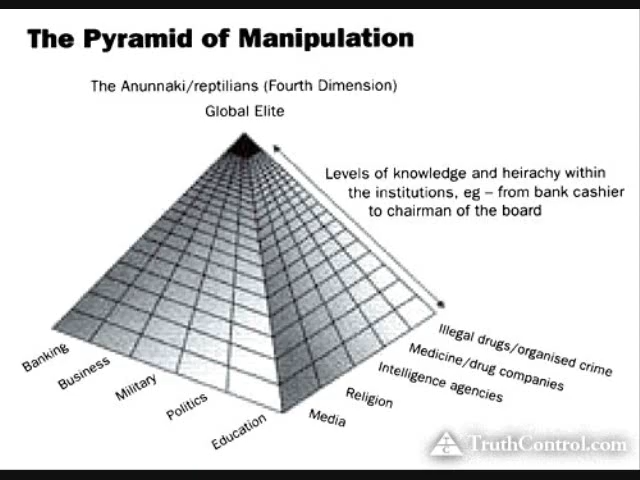 The Pyramid of Manipulation
The Anunnaki/reptilians (Fourth Dimension)
Global Elite
Levels of knowledge and heirachy within
the institutions, eg – from bank cashier
to chairman of the board
Banking
Business
Military
Politics
Education
Media
Religion
Intelligence agencies
Medicine/drug companies
Illegal drugs/organised crime
TruthControl.com